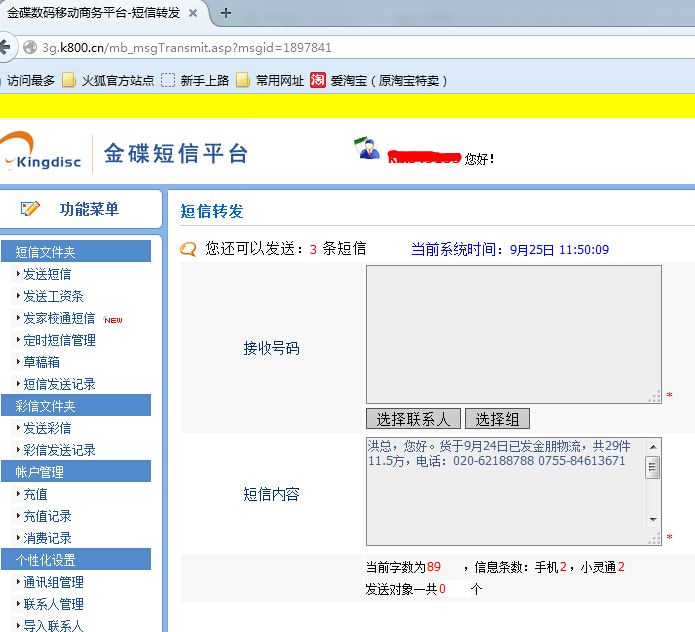 金碟数码移动商务平台-短信转发
3g.k800.cn/mb_msgTransmit.asp?msgid=1897841
访问最多 火狐官方站点 新手上路 常用网址 淘 爱淘宝（原淘宝特卖）
Kingdisc 金碟短信平台
您好！
功能菜单
短信转发
您还可以发送：3 条短信 当前系统时间：9月25日 11:50:09
短信文件夹
发送短信
发送工资条
发家校通短信 NEW
定时短信管理
草稿箱
短信发送记录
彩信文件夹
发送彩信
彩信发送记录
帐户管理
充值
充值记录
消费记录
个性化设置
通讯组管理
联系人管理
导入联系人
接收号码
*
选择联系人 选择组
短信内容
洪总，您好。货于9月24日已发金朋物流，共29件
11.5方，电话：020-62188788 0755-84613671
*
当前字数为89 ，信息条数：手机2，小灵通2
发送对象一共0 个